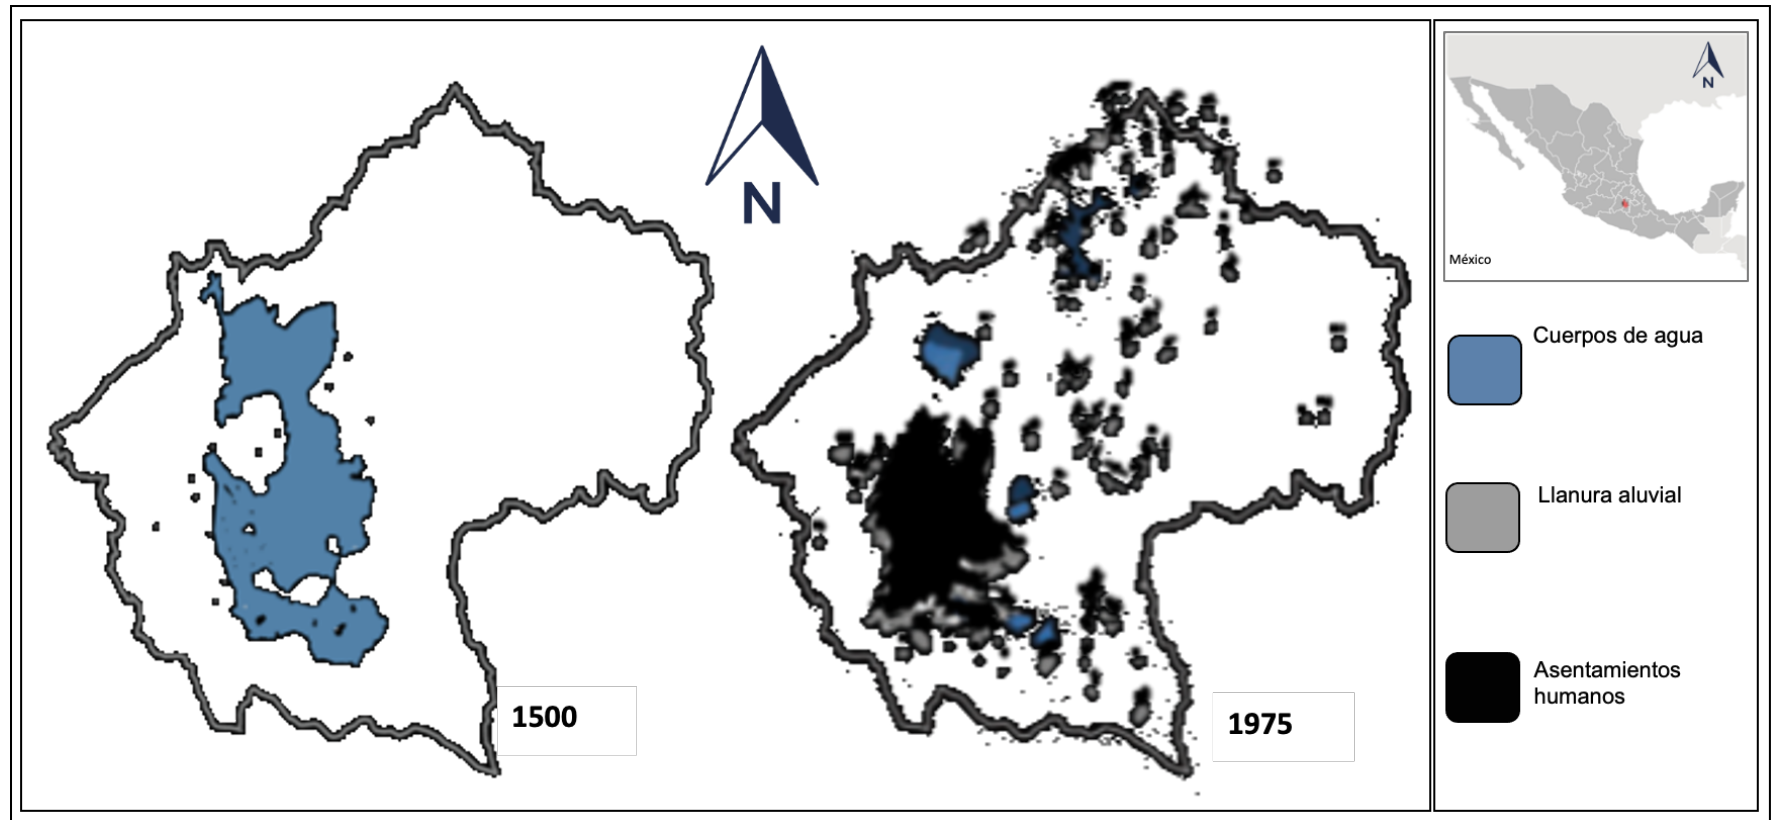 N
1500
1975
N
México
Cuerpos de agua
Llanura aluvial
Asentamientos
humanos